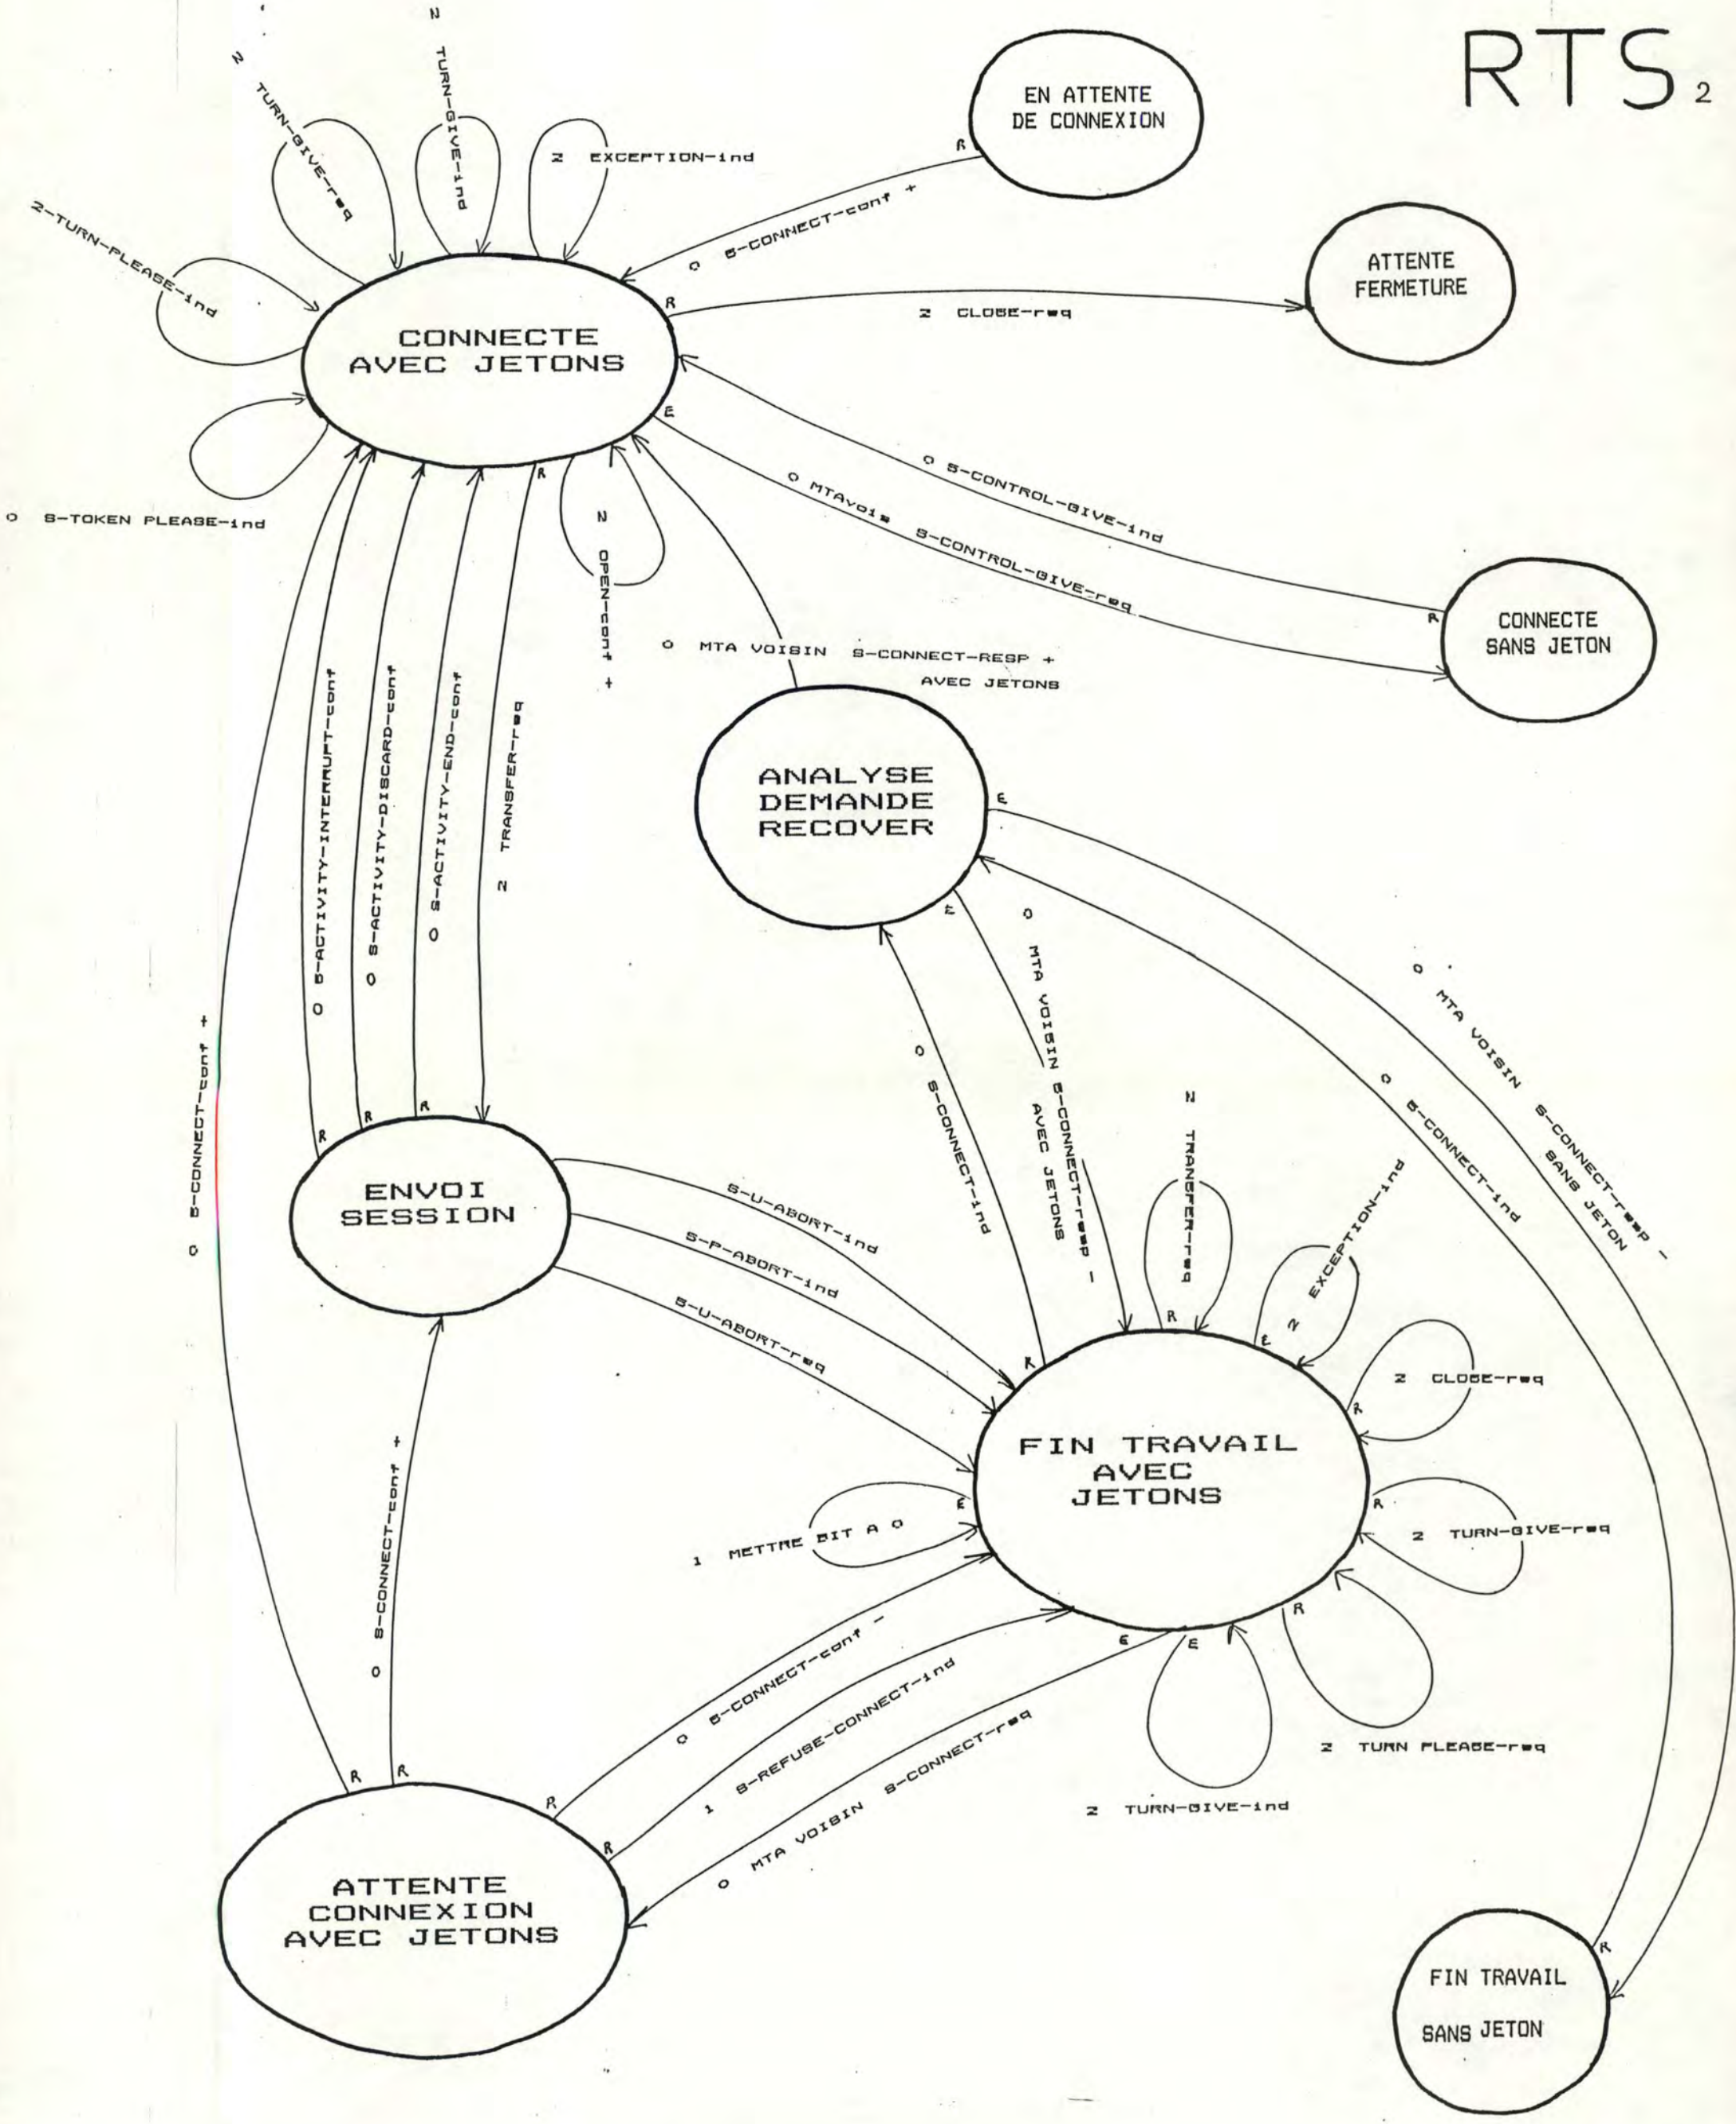 RTS 2
EN ATTENTE
DE CONNEXION
R
2 TURN-GIVE-req
2 TURN-GIVE-ind
2 EXCEPTION-ind
0 S-CONNECT-conf +
2-TURN-PLEASE-ind
ATTENTE
FERMETURE
R
2 CLOSE-req
CONNECTE
AVEC JETONS
E
R
0 S-TOKEN PLEASE-ind
0 S-CONTROL-GIVE-ind
0 MTAvois S-CONTROL-GIVE-req
2 OPEN-conf +
R
CONNECTE
SANS JETON
0 MTA VOISIN S-CONNECT-RESP +
AVEC JETONS
0 S-ACTIVITY-INTERRUPT-conf
0 S-ACTIVITY-DISCARD-conf
0 S-ACTIVITY-END-conf
2 TRANSFER-req
ANALYSE
DEMANDE
RECOVER
E
E
0 MTA VOISIN S-CONNECT-resp -
AVEC JETONS
0 S-CONNECT-ind
0 MTA VOISIN S-CONNECT-resp -
SANS JETON
0 S-CONNECT-ind
0 S-CONNECT-conf +
R
R
R
ENVOI
SESSION
S-U-ABORT-ind
S-P-ABORT-ind
S-U-ABORT-req
2 TRANSFER-req
2 EXCEPTION-ind
R
R
E
2 CLOSE-req
R
FIN TRAVAIL
AVEC
JETONS
E
R
1 METTRE BIT A 0
2 TURN-GIVE-req
0 S-CONNECT-conf +
R
E
E
0 S-CONNECT-conf -
1 S-REFUSE-CONNECT-ind
0 MTA VOISIN S-CONNECT-req
2 TURN PLEASE-req
2 TURN-GIVE-ind
R
R
R
R
ATTENTE
CONNEXION
AVEC JETONS
R
FIN TRAVAIL
SANS JETON